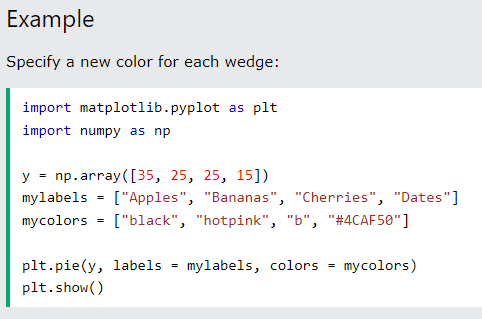 Example
Specify a new color for each wedge:
import matplotlib.pyplot as plt
import numpy as np
y = np.array([35, 25, 25, 15])
mylabels = ["Apples", "Bananas", "Cherries", "Dates"]
mycolors = ["black", "hotpink", "b", "#4CAF50"]
plt.pie(y, labels = mylabels, colors = mycolors)
plt.show()